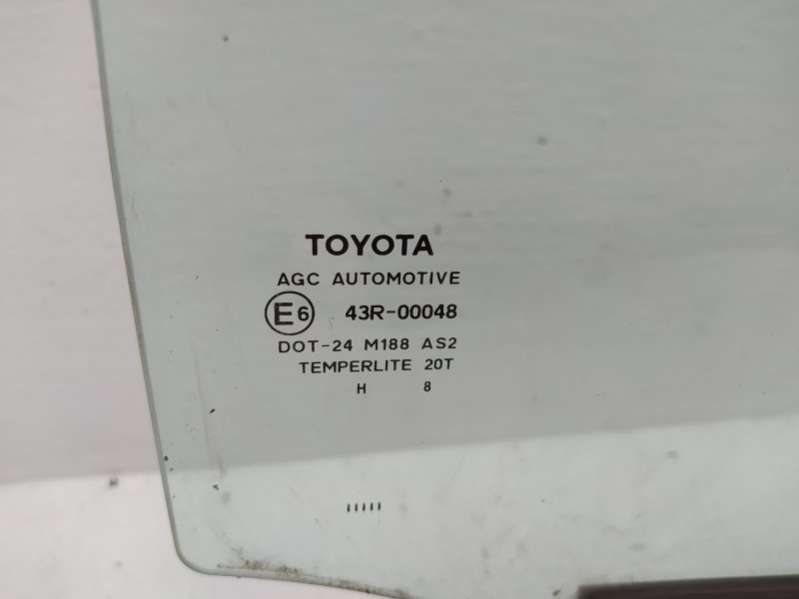 TOYOTA
AGC AUTOMOTIVE
E6 43R-00048
DOT-24 M188 AS2
TEMPERLITE 20T
H 8